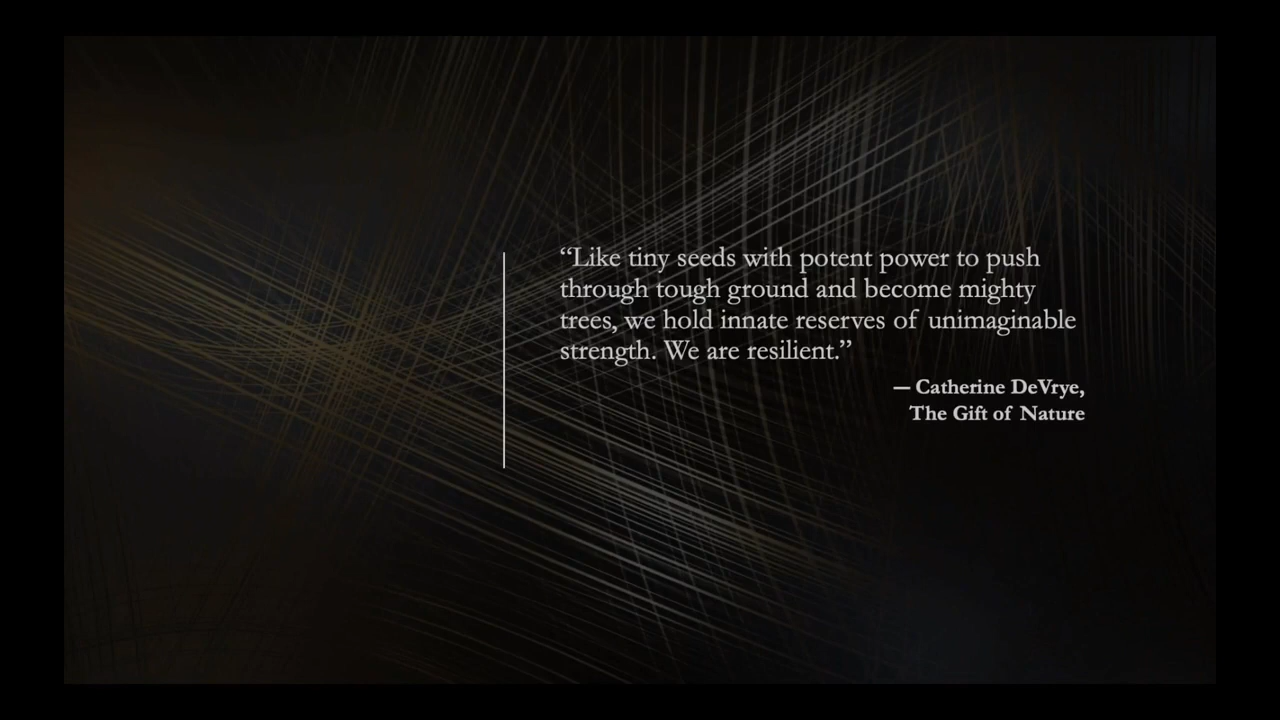 “Like tiny seeds with potent power to push
through tough ground and become mighty
trees, we hold innate reserves of unimaginable
strength. We are resilient.”
— Catherine DeVrye,
The Gift of Nature